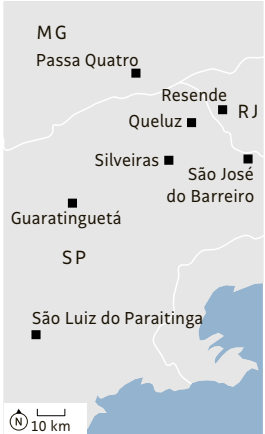 MG
Passa Quatro
Resende
RJ
Queluz
Silveiras
São José
do Barreiro
Guaratinguetá
SP
São Luiz do Paraitinga
N
10 km